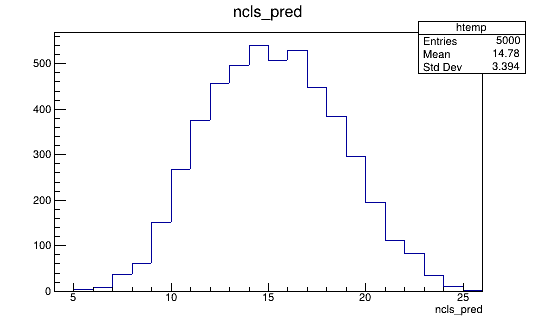 ncls_pred
htemp
Entries 5000
Mean 14.78
Std Dev 3.394
500
400
300
200
100
0
5 10 15 20 25
ncls_pred